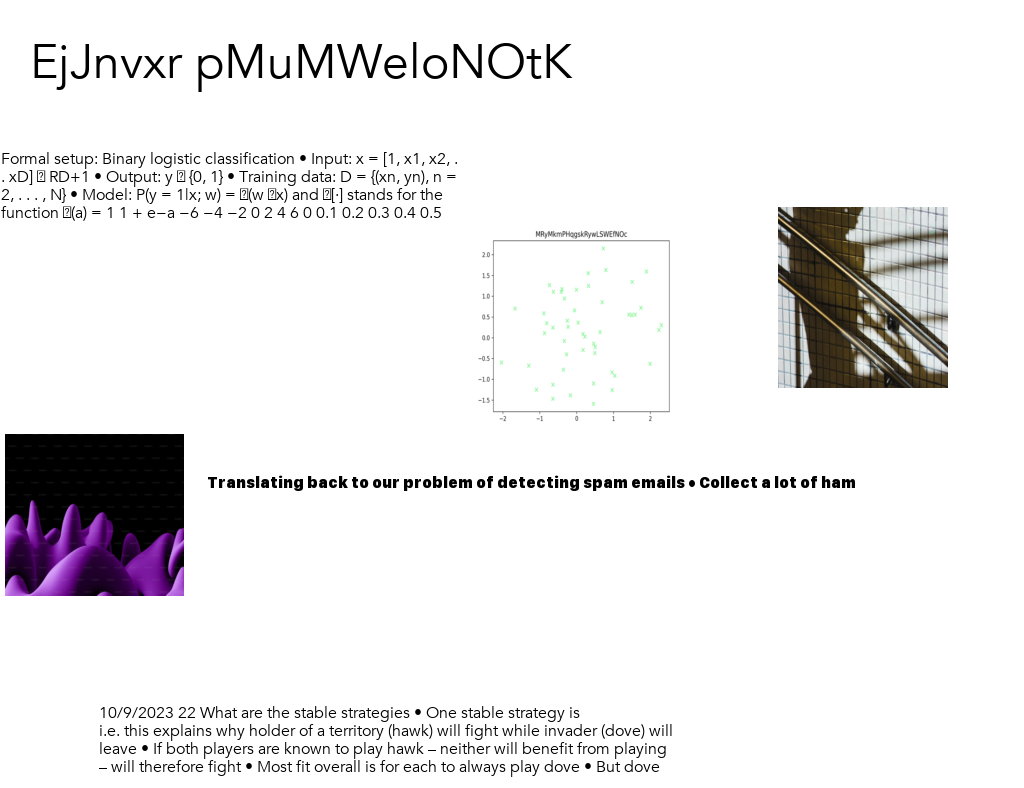 EjJnvxr pMuMWeloNOtK
Formal setup: Binary logistic classification • Input: x = [1, x1, x2, .
. xD] 􏰀 RD+1 • Output: y 􏰀 {0, 1} • Training data: D = {(xn, yn), n =
2, . . . , N} • Model: P(y = 1|x; w) = 􏰀(w 􏰀x) and 􏰀[·] stands for the
function 􏰀(a) = 1 1 + e−a −6 −4 −2 0 2 4 6 0 0.1 0.2 0.3 0.4 0.5
MRyMkmPHqgskRywLSWEfNOc
2.0
1.5
1.0
0.5
0.0
−0.5
−1.0
−1.5
−2 −1 0 1 2
Translating back to our problem of detecting spam emails • Collect a lot of ham
10/9/2023 22 What are the stable strategies • One stable strategy is
i.e. this explains why holder of a territory (hawk) will fight while invader (dove) will
leave • If both players are known to play hawk – neither will benefit from playing
– will therefore fight • Most fit overall is for each to always play dove • But dove